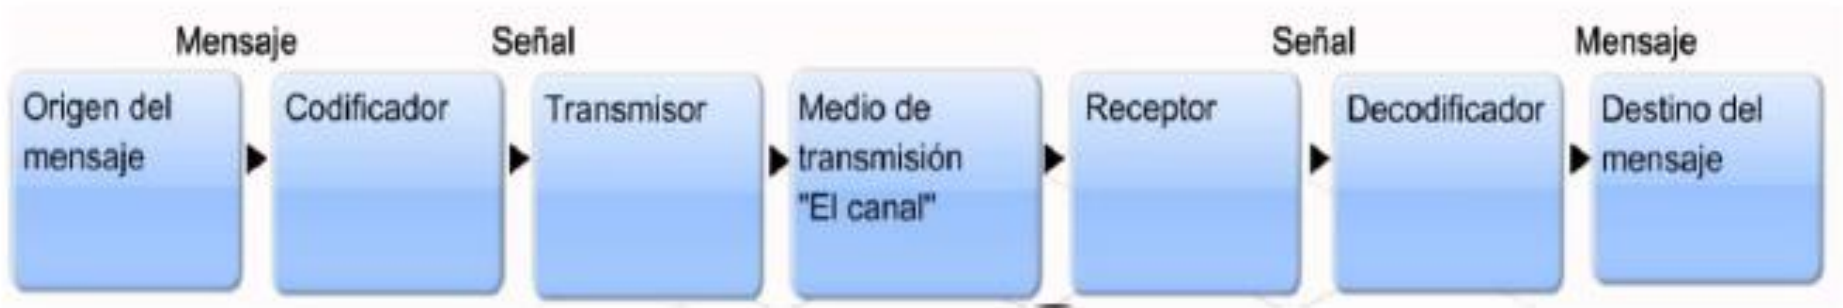 Mensaje
Señal
Señal
Mensaje
Origen del
mensaje
Codificador
Transmisor
Medio de
transmisión
"El canal"
Receptor
Decodificador
Destino del
mensaje